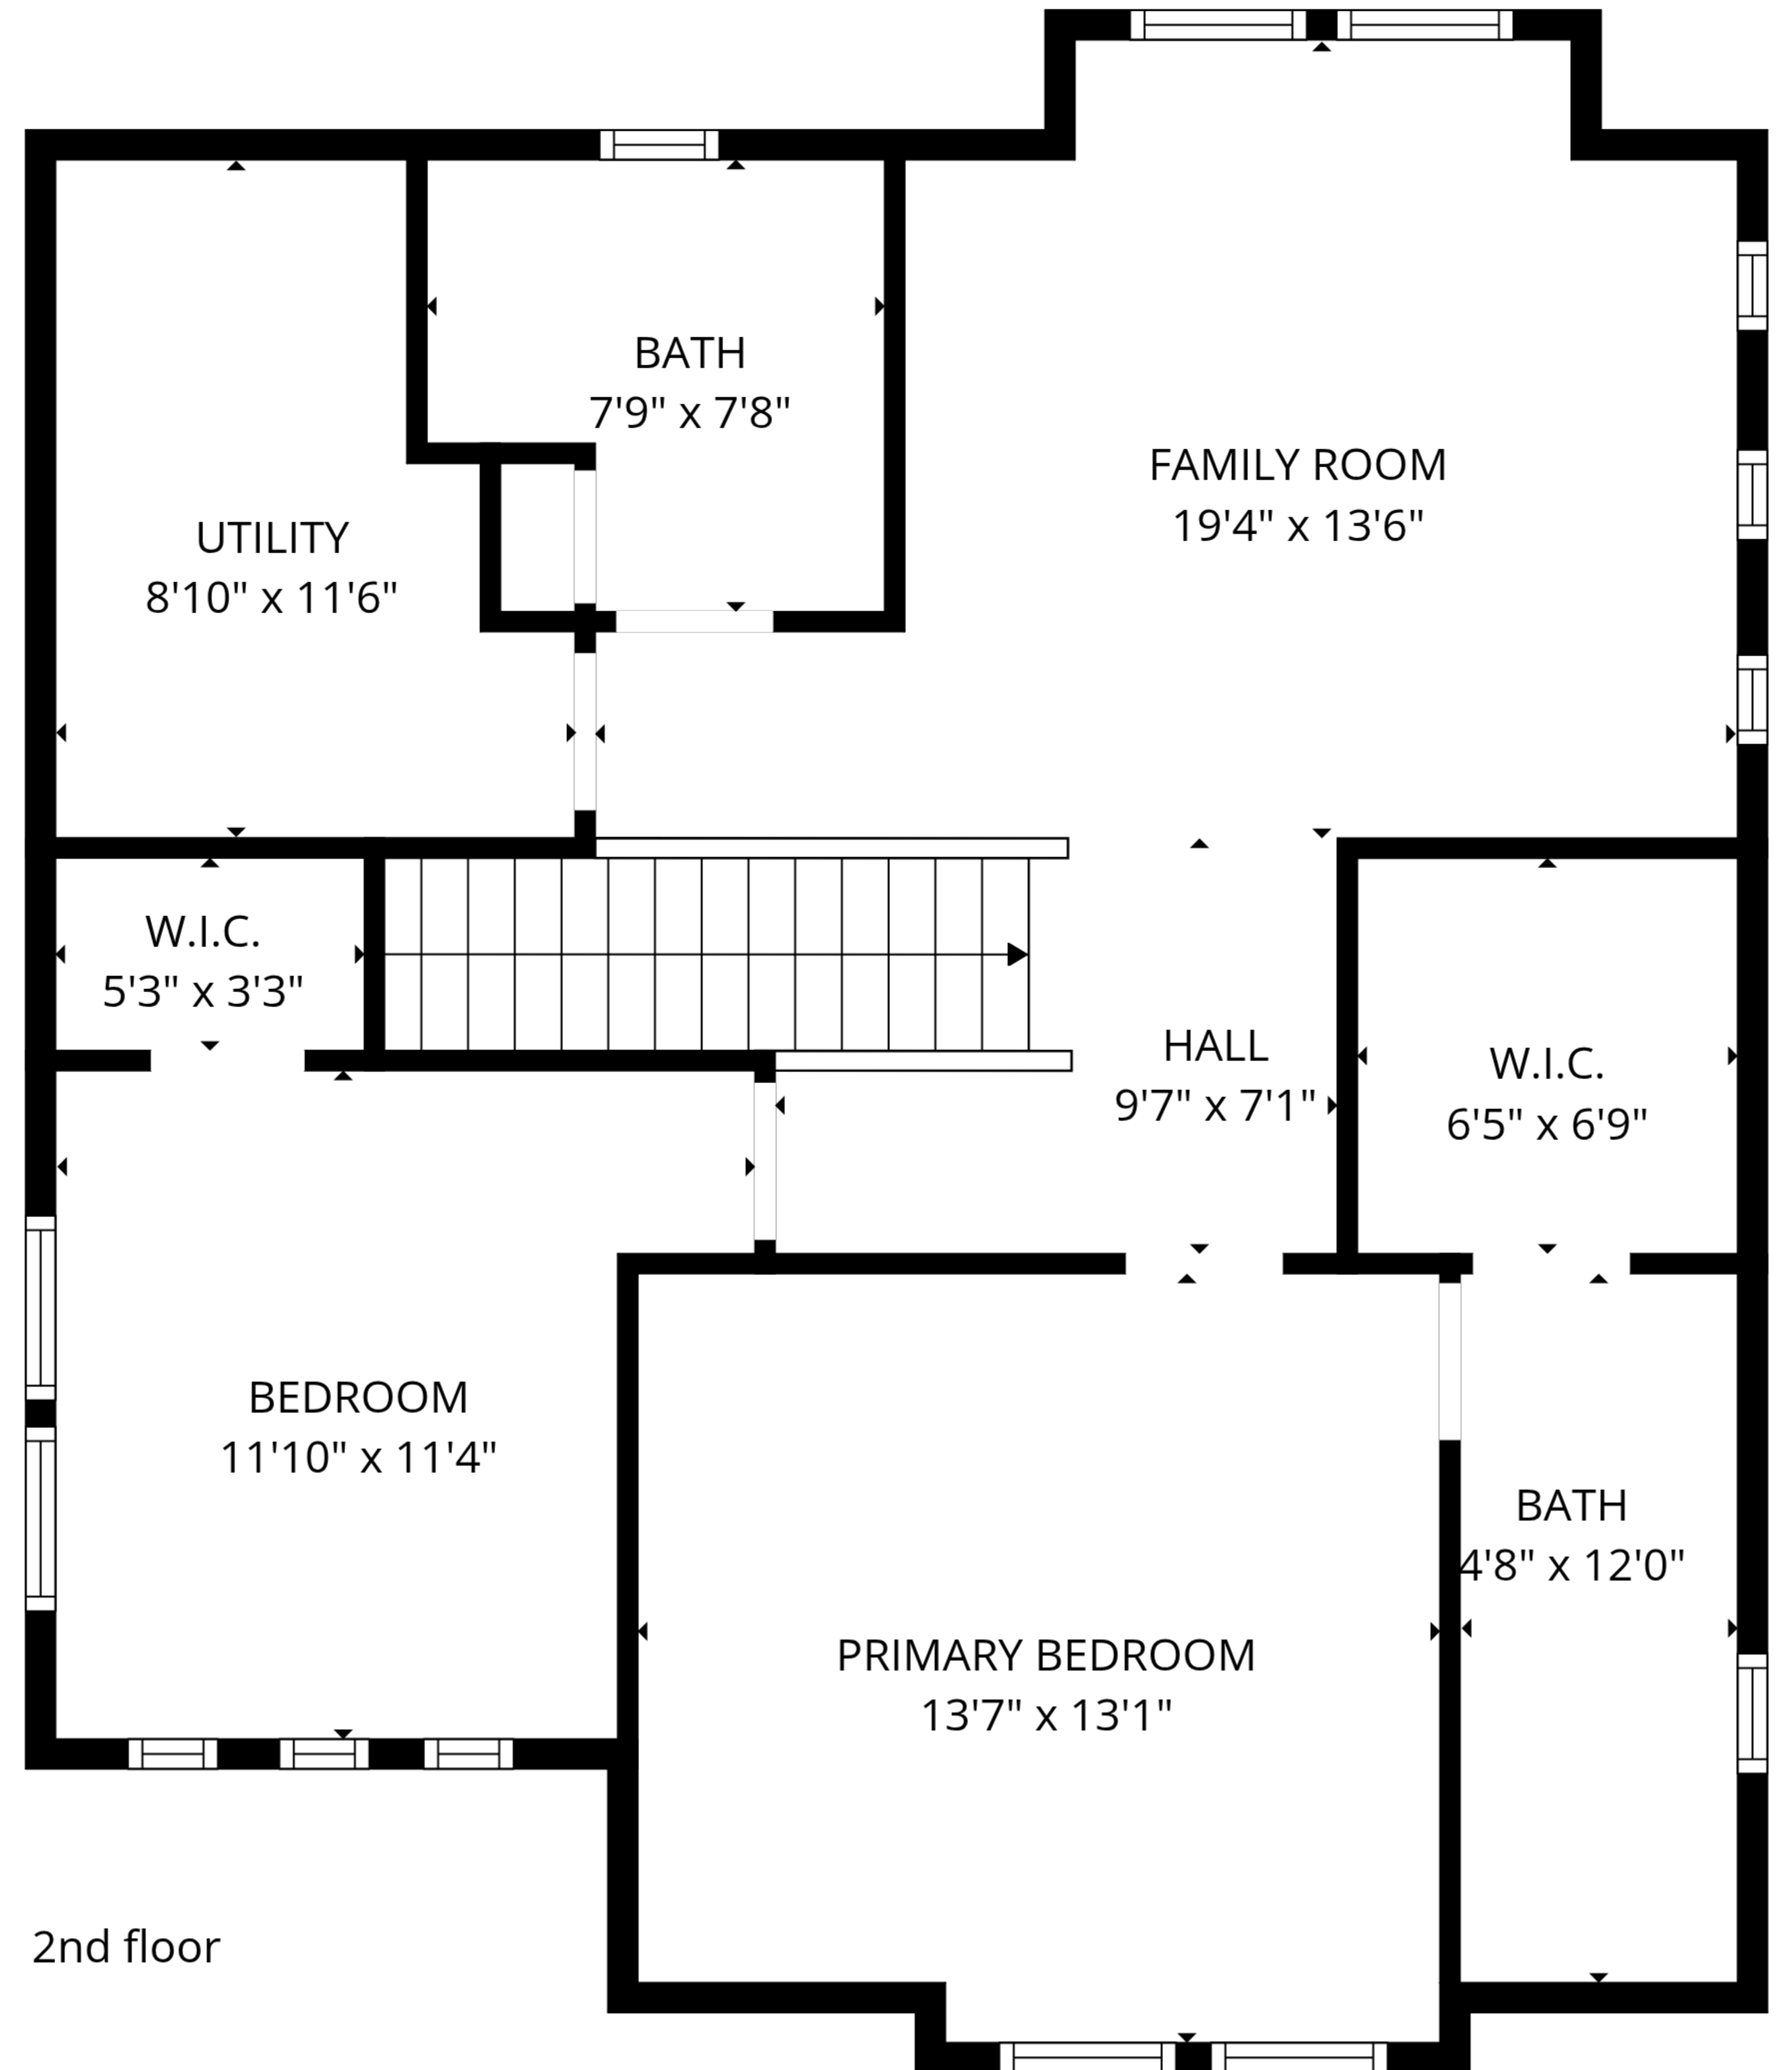 BATH
7'9" x 7'8"
FAMILY ROOM
19'4" x 13'6"
UTILITY
8'10" x 11'6"
W.I.C.
5'3" x 3'3"
HALL
9'7" x 7'1"
W.I.C.
6'5" x 6'9"
BEDROOM
11'10" x 11'4"
BATH
4'8" x 12'0"
PRIMARY BEDROOM
13'7" x 13'1"
2nd floor